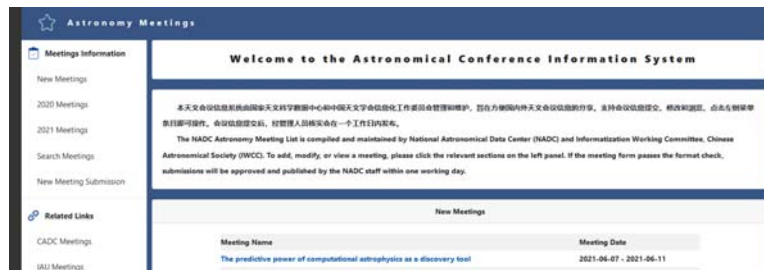 Astronomy Meetings
Meetings Information
New Meetings
2020 Meetings
2021 Meetings
Search Meetings
New Meeting Submission
Related Links
CADC Meetings
IAU Meetings
Welcome to the Astronomical Conference Information System
本天文会议信息系统由国家天文科学数据中心和中国天文学会信息化工作委员会管理和维护，旨在方便国内外天文会议信息的分享。支持会议信息提交、修改和浏览，点击左侧菜单
条目即可操作。会议信息提交后，经管理人员核实会在一个工作日内发布。
The NADC Astronomy Meeting List is compiled and maintained by National Astronomical Data Center (NADC) and Informatization Working Committee, Chinese
Astronomical Society (IWCC). To add, modify, or view a meeting, please click the relevant sections on the left panel. If the meeting form passes the format check,
submissions will be approved and published by the NADC staff within one working day.
New Meetings
Meeting Name Meeting Date
The predictive power of computational astrophysics as a discovery tool 2021-06-07 - 2021-06-11